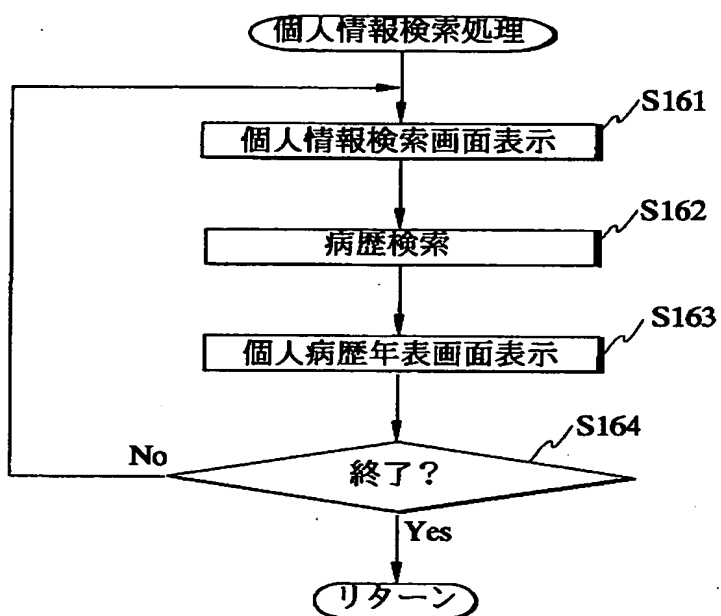 個人情報検索処理
S161
個人情報検索画面表示
S162
病歴検索
S163
個人病歴年表画面表示
S164
No
終了?
Yes
リターン